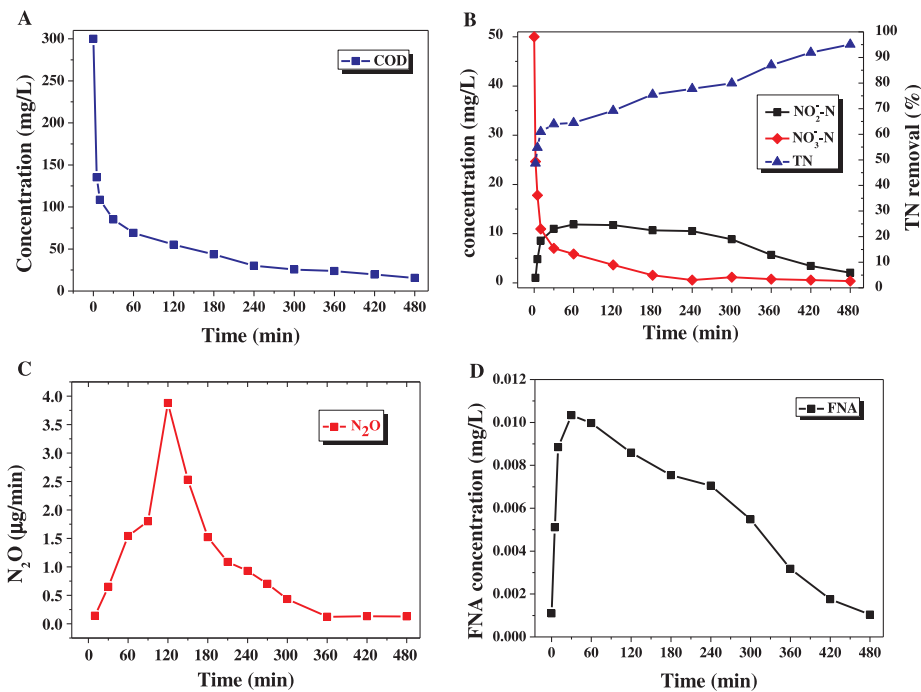 A
Concentration (mg/L)
300
250
200
150
100
50
0
COD
0 60 120 180 240 300 360 420 480
Time (min)
B
concentration (mg/L)
50
40
30
20
10
0
NO₂⁻-N
NO₃⁻-N
TN
100
90
80
70
60
50
40
30
20
10
0
TN removal (%)
0 60 120 180 240 300 360 420 480
Time (min)
C
N₂O (µg/min)
4.0
3.5
3.0
2.5
2.0
1.5
1.0
0.5
0.0
N₂O
0 60 120 180 240 300 360 420 480
Time (min)
D
FNA concentration (mg/L)
0.012
0.010
0.008
0.006
0.004
0.002
0.000
FNA
0 60 120 180 240 300 360 420 480
Time (min)